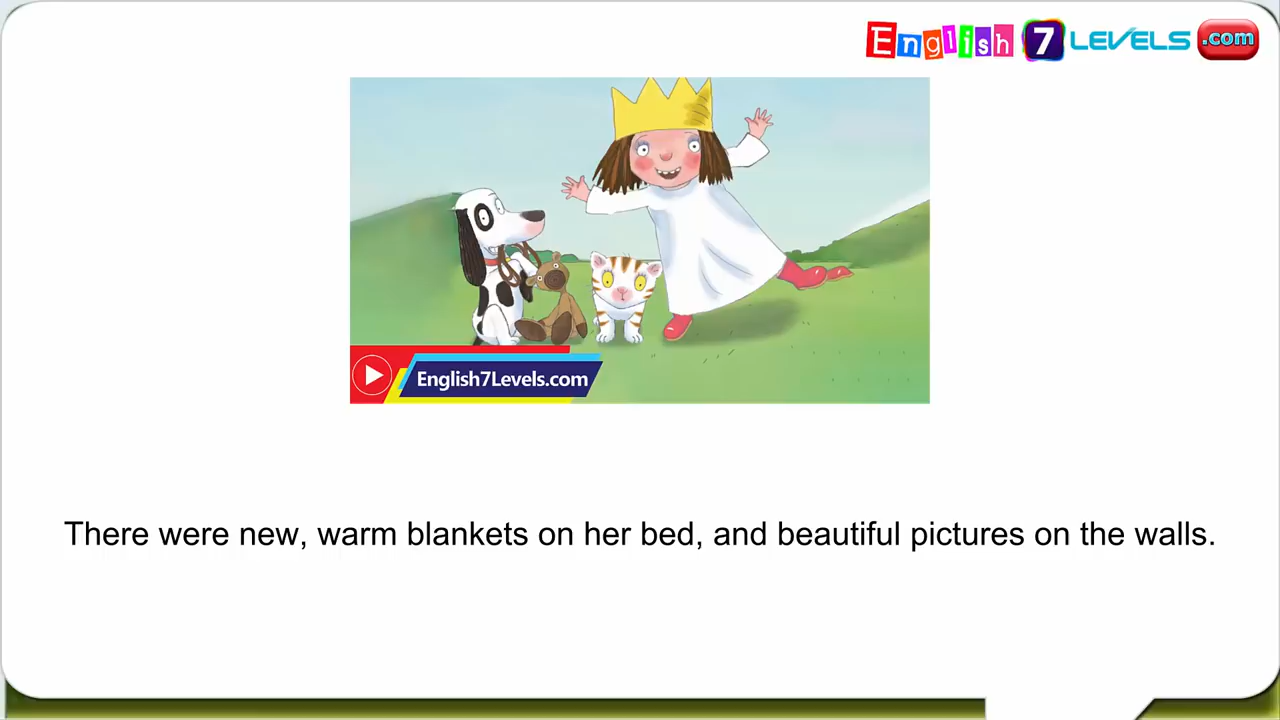 English 7 LEVELS .com
English7Levels.com
There were new, warm blankets on her bed, and beautiful pictures on the walls.